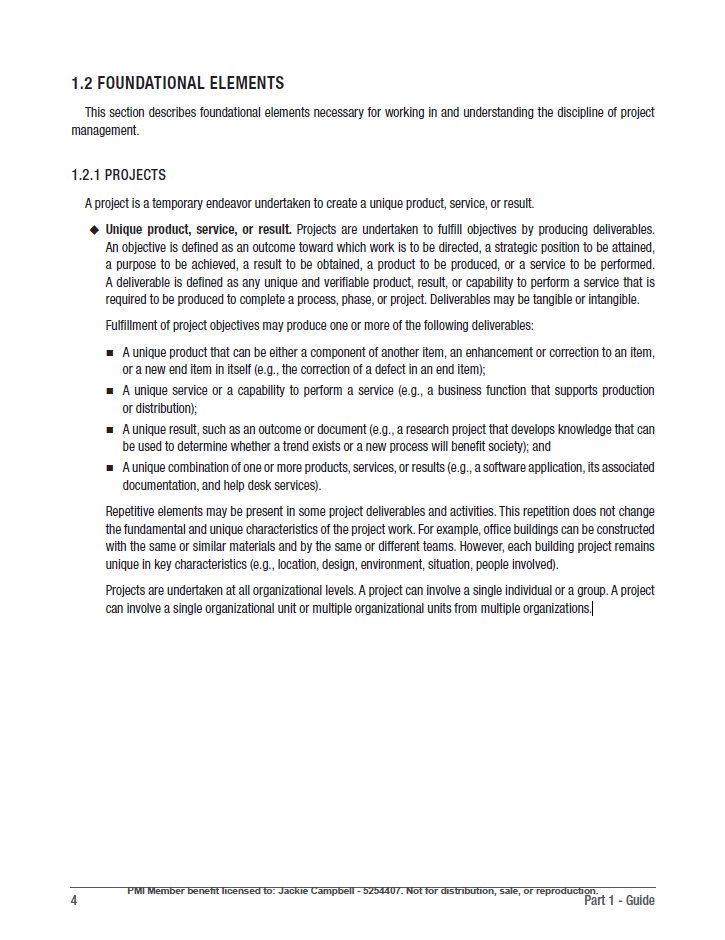 1.2 FOUNDATIONAL ELEMENTS
This section describes foundational elements necessary for working in and understanding the discipline of project
management.
1.2.1 PROJECTS
A project is a temporary endeavor undertaken to create a unique product, service, or result.
◆ Unique product, service, or result. Projects are undertaken to fulfill objectives by producing deliverables.
An objective is defined as an outcome toward which work is to be directed, a strategic position to be attained,
a purpose to be achieved, a result to be obtained, a product to be produced, or a service to be performed.
A deliverable is defined as any unique and verifiable product, result, or capability to perform a service that is
required to be produced to complete a process, phase, or project. Deliverables may be tangible or intangible.
Fulfillment of project objectives may produce one or more of the following deliverables:
■ A unique product that can be either a component of another item, an enhancement or correction to an item,
or a new end item in itself (e.g., the correction of a defect in an end item);
■ A unique service or a capability to perform a service (e.g., a business function that supports production
or distribution);
■ A unique result, such as an outcome or document (e.g., a research project that develops knowledge that can
be used to determine whether a trend exists or a new process will benefit society); and
■ A unique combination of one or more products, services, or results (e.g., a software application, its associated
documentation, and help desk services).
Repetitive elements may be present in some project deliverables and activities. This repetition does not change
the fundamental and unique characteristics of the project work. For example, office buildings can be constructed
with the same or similar materials and by the same or different teams. However, each building project remains
unique in key characteristics (e.g., location, design, environment, situation, people involved).
Projects are undertaken at all organizational levels. A project can involve a single individual or a group. A project
can involve a single organizational unit or multiple organizational units from multiple organizations.
PMI Member benefit licensed to: Jackie Campbell - 5254407. Not for distribution, sale, or reproduction.
4 Part 1 - Guide